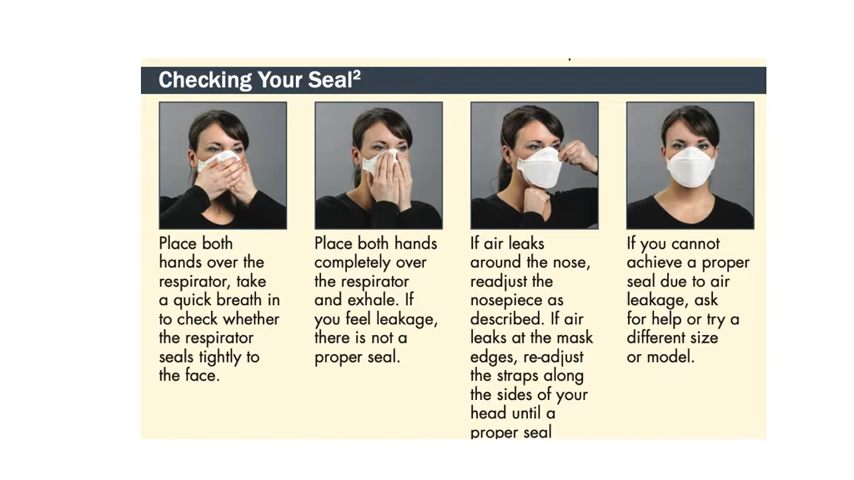 Checking Your Seal²
Place both
hands over the
respirator, take
a quick breath in
to check whether
the respirator
seals tightly to
the face.
Place both hands
completely over
the respirator
and exhale. If
you feel leakage,
there is not a
proper seal.
If air leaks
around the nose,
readjust the
nosepiece as
described. If air
leaks at the mask
edges, re-adjust
the straps along
the sides of your
head until a
proper seal
If you cannot
achieve a proper
seal due to air
leakage, ask
for help or try a
different size
or model.